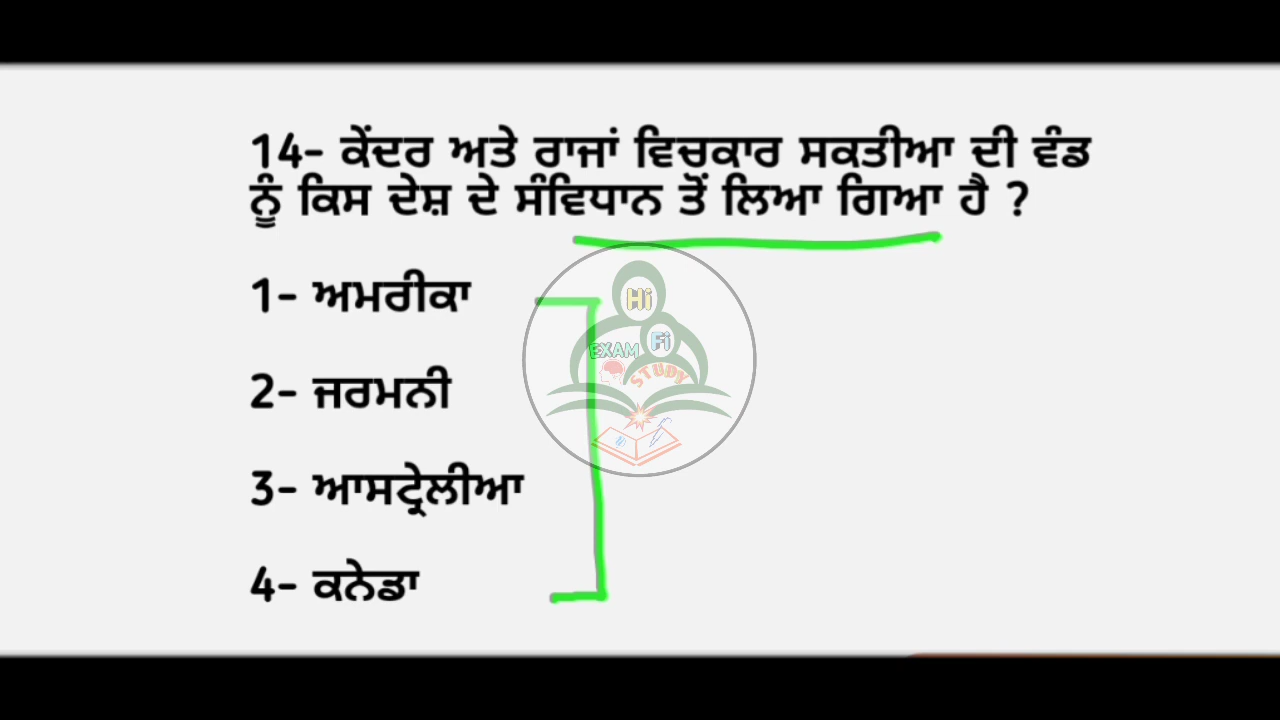 14- ਕੇਂਦਰ ਅਤੇ ਰਾਜਾਂ ਵਿਚਕਾਰ ਸਕਤੀਆ ਦੀ ਵੰਡ
ਨੂੰ ਕਿਸ ਦੇਸ਼ ਦੇ ਸੰਵਿਧਾਨ ਤੋਂ ਲਿਆ ਗਿਆ ਹੈ ?
1- ਅਮਰੀਕਾ
Hi
EXAM Fi
STUDY
2- ਜਰਮਨੀ
3- ਆਸਟ੍ਰੇਲੀਆ
4- ਕਨੇਡਾ